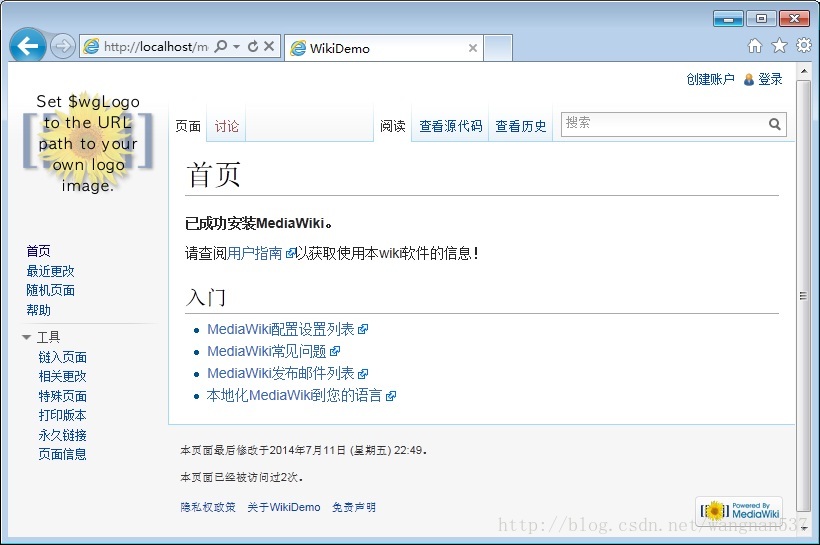 http://localhost/m
WikiDemo
创建账户 登录
Set $wgLogo
to the URL
path to your
own logo
image.
页面 讨论 阅读 查看源代码 查看历史 搜索
首页
已成功安装MediaWiki。
请查阅用户指南以获取使用本wiki软件的信息！
入门
MediaWiki配置设置列表
MediaWiki常见问题
MediaWiki发布邮件列表
本地化MediaWiki到您的语言
首页
最近更改
随机页面
帮助
工具
链入页面
相关更改
特殊页面
打印版本
永久链接
页面信息
本页面最后修改于2014年7月11日 (星期五) 22:49。
本页面已经被访问过2次。
隐私权政策 关于WikiDemo 免责声明
Powered By
MediaWiki
http://blog.csdn.net/wangnan537